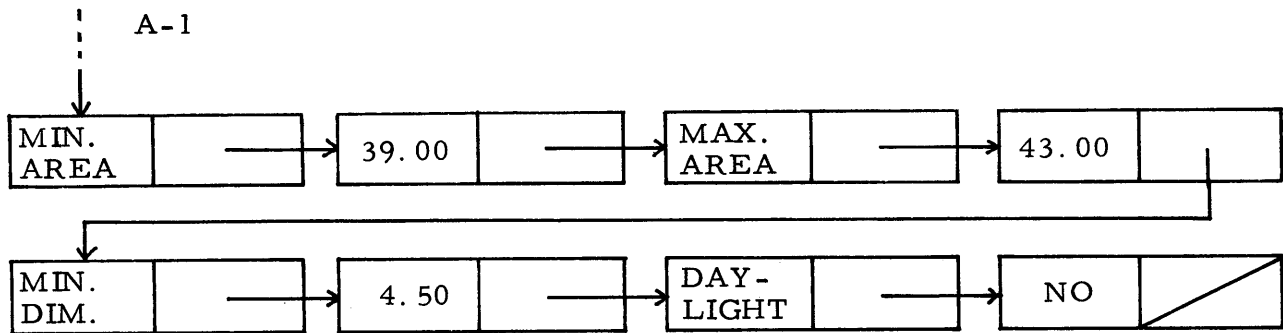 A-1
MIN.
AREA
39.00
MAX.
AREA
43.00
MIN.
DIM.
4.50
DAY-
LIGHT
NO